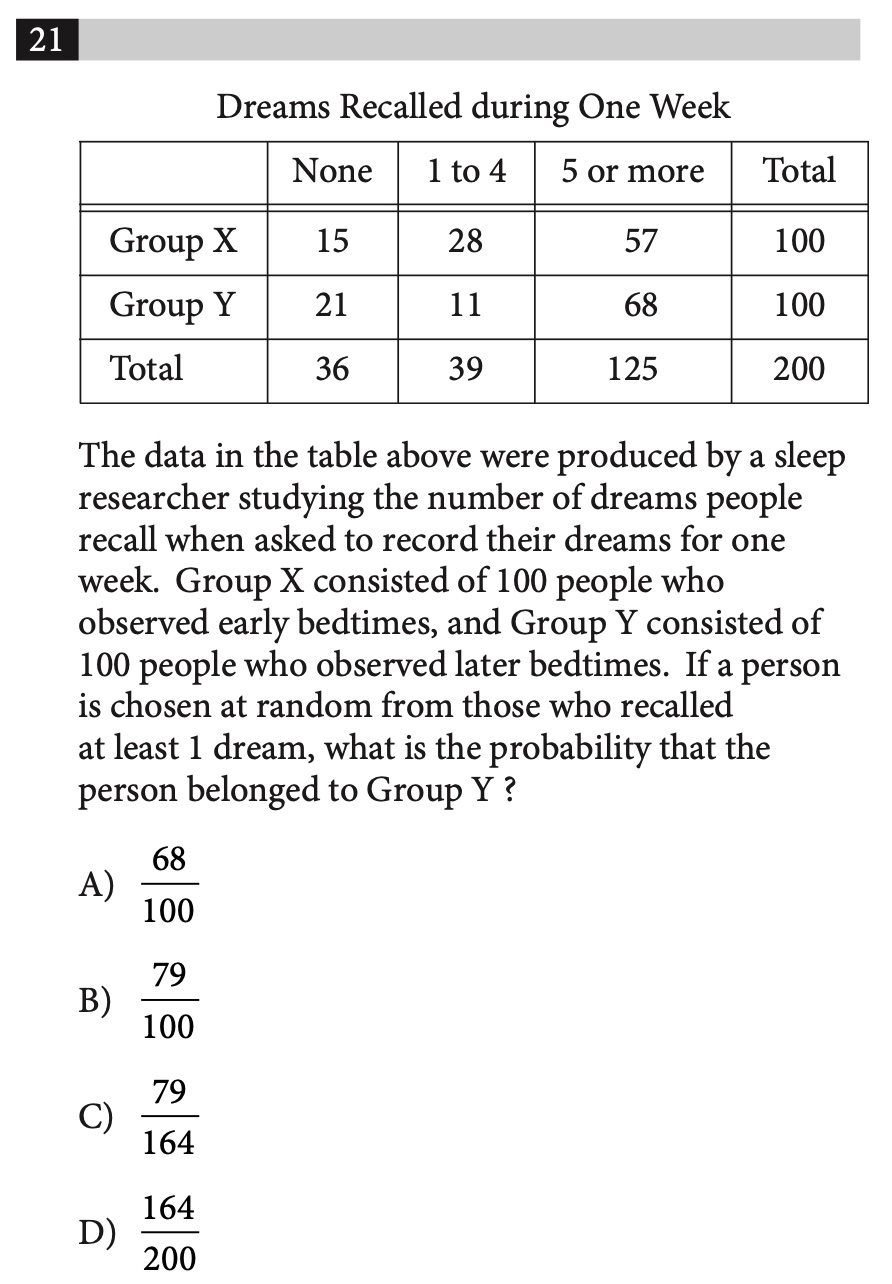 21
Dreams Recalled during One Week
None 1 to 4 5 or more Total
Group X 15 28 57 100
Group Y 21 11 68 100
Total 36 39 125 200
The data in the table above were produced by a sleep
researcher studying the number of dreams people
recall when asked to record their dreams for one
week. Group X consisted of 100 people who
observed early bedtimes, and Group Y consisted of
100 people who observed later bedtimes. If a person
is chosen at random from those who recalled
at least 1 dream, what is the probability that the
person belonged to Group Y ?
A) 68/100
B) 79/100
C) 79/164
D) 164/200